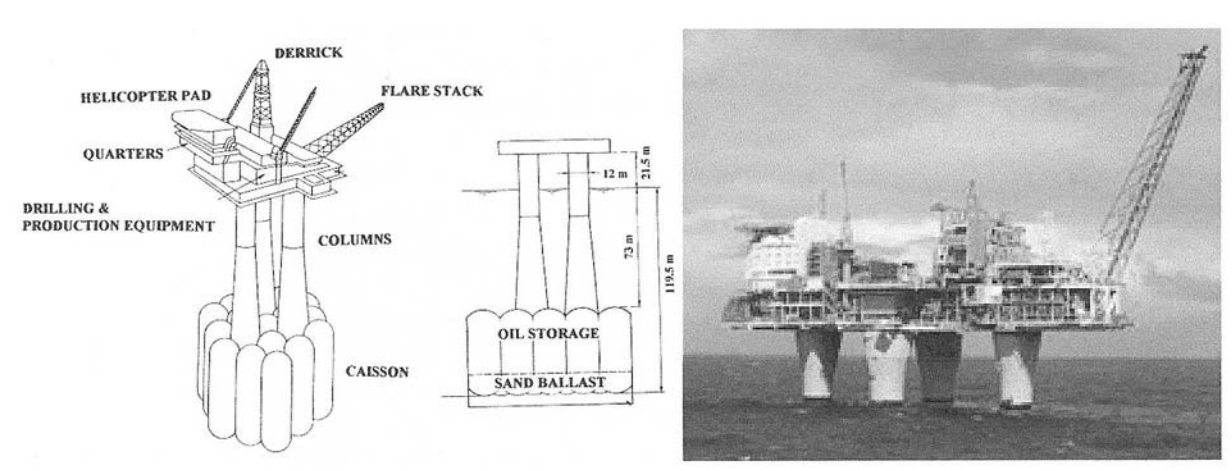 DERRICK
HELICOPTER PAD
FLARE STACK
QUARTERS
DRILLING &
PRODUCTION EQUIPMENT
COLUMNS
CAISSON
12 m
21,5 m
73 m
119,5 m
OIL STORAGE
SAND BALLAST